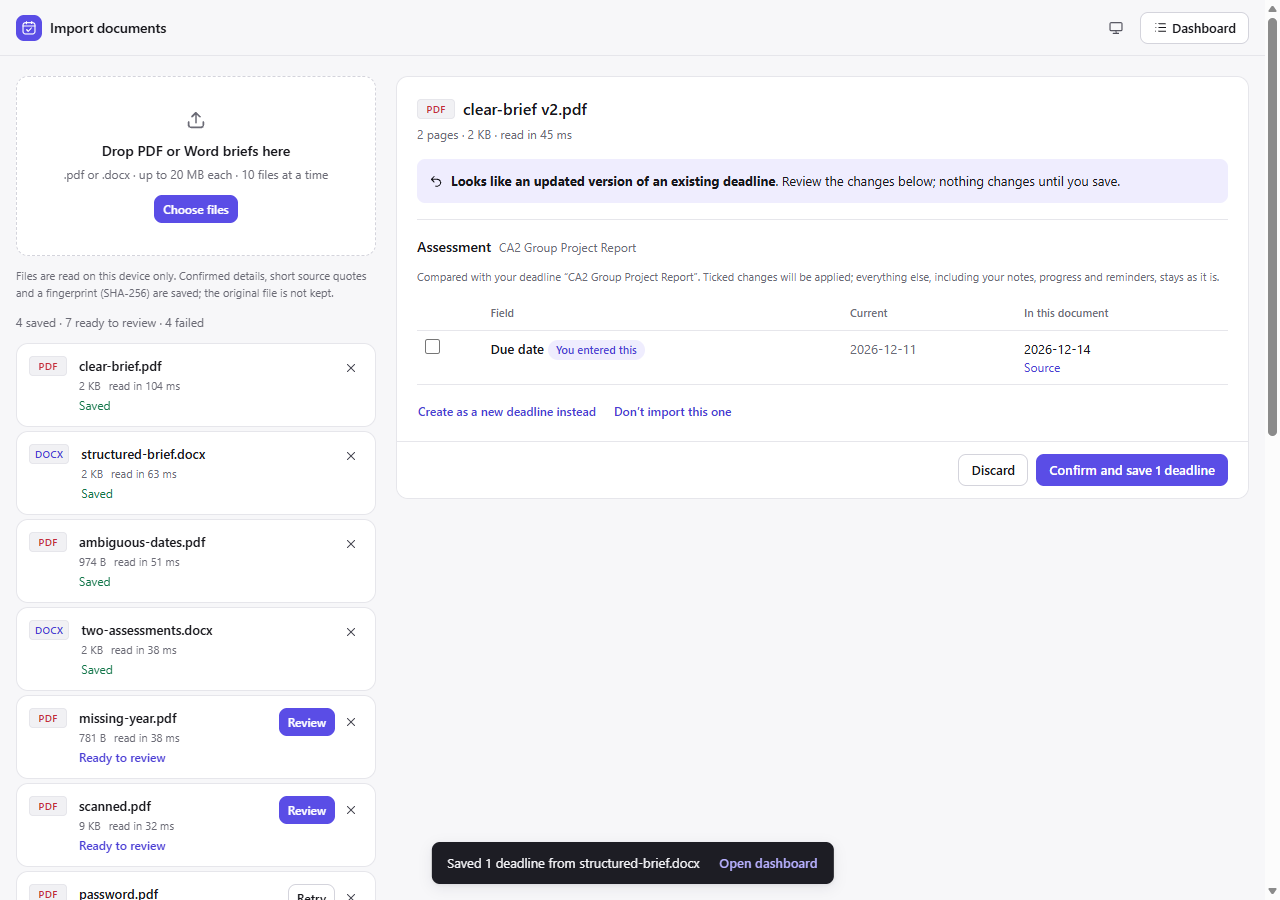 Import documents
Dashboard
Drop PDF or Word briefs here
.pdf or .docx · up to 20 MB each · 10 files at a time
Choose files
Files are read on this device only. Confirmed details, short source quotes
and a fingerprint (SHA-256) are saved; the original file is not kept.
4 saved · 7 ready to review · 4 failed
PDF
clear-brief.pdf
2 KB read in 104 ms
Saved
DOCX
structured-brief.docx
2 KB read in 63 ms
Saved
PDF
ambiguous-dates.pdf
974 B read in 51 ms
Saved
DOCX
two-assessments.docx
2 KB read in 38 ms
Saved
PDF
missing-year.pdf
Review
781 B read in 38 ms
Ready to review
PDF
scanned.pdf
Review
9 KB read in 32 ms
Ready to review
PDF
password.pdf
Retry
PDF clear-brief v2.pdf
2 pages · 2 KB · read in 45 ms
Looks like an updated version of an existing deadline. Review the changes below; nothing changes until you save.
Assessment CA2 Group Project Report
Compared with your deadline “CA2 Group Project Report”. Ticked changes will be applied; everything else, including your notes, progress and reminders, stays as it is.
Field Current In this document
Due date You entered this 2026-12-11 2026-12-14
Source
Create as a new deadline instead Don’t import this one
Discard Confirm and save 1 deadline
Saved 1 deadline from structured-brief.docx Open dashboard